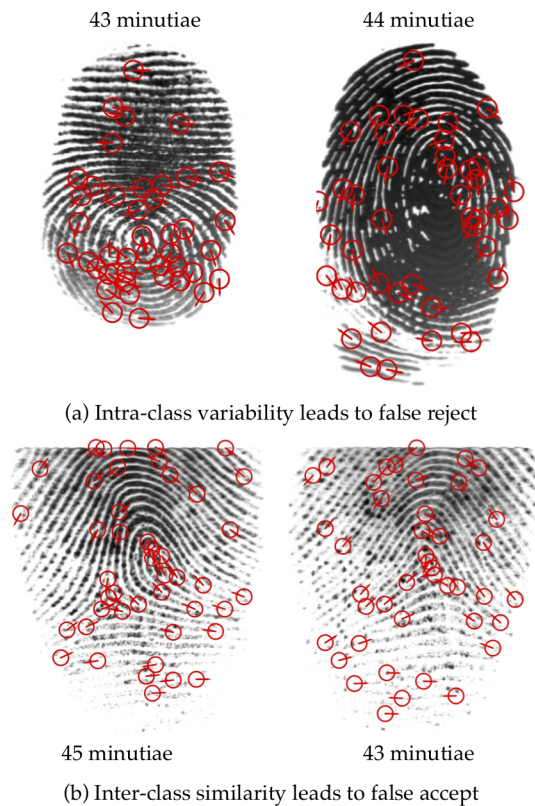 43 minutiae
44 minutiae
(a) Intra-class variability leads to false reject
45 minutiae
43 minutiae
(b) Inter-class similarity leads to false accept